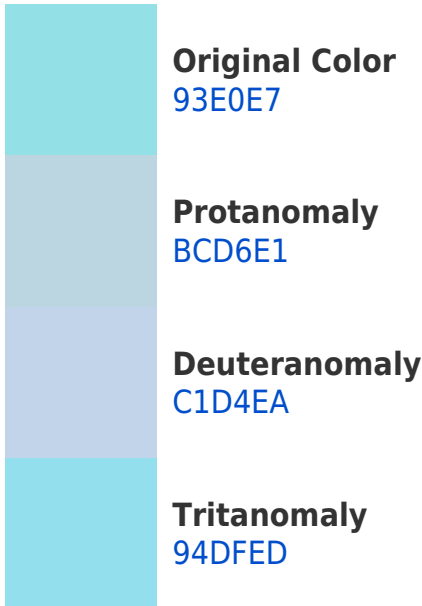 Original Color
93E0E7
Protanomaly
BCD6E1
Deuteranomaly
C1D4EA
Tritanomaly
94DFED